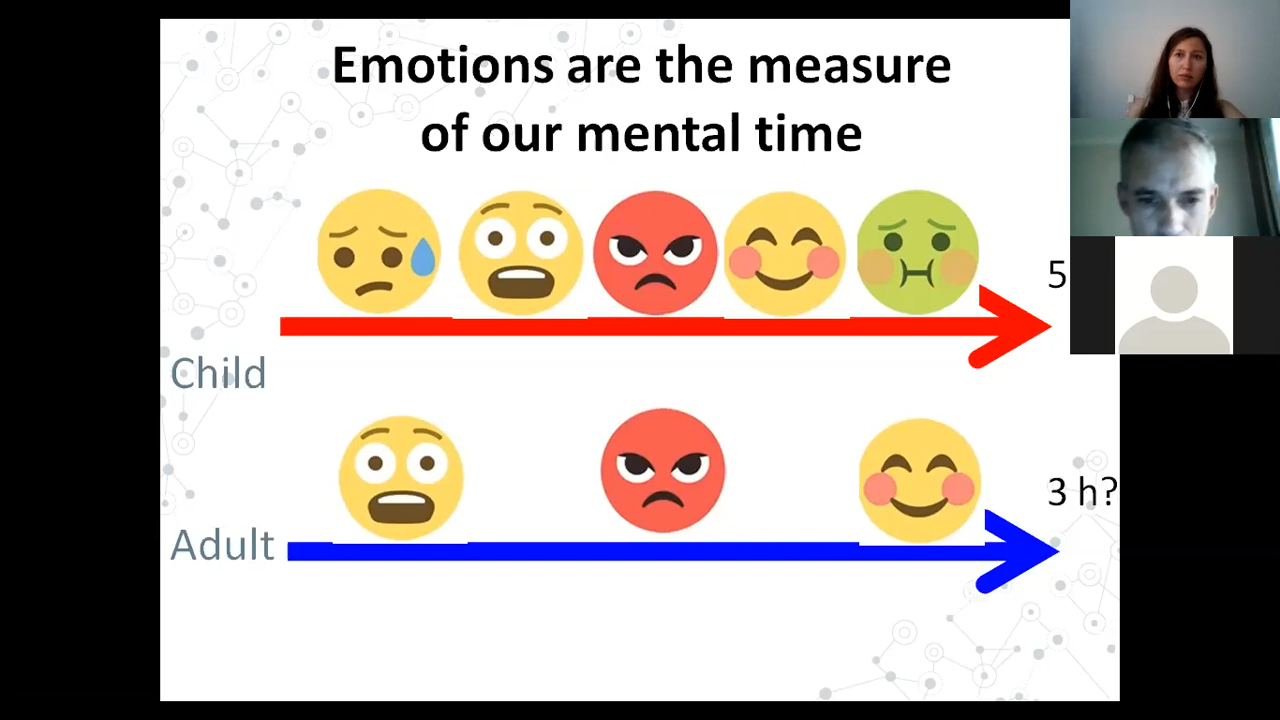 Emotions are the measure
of our mental time
5
Child
3 h?
Adult